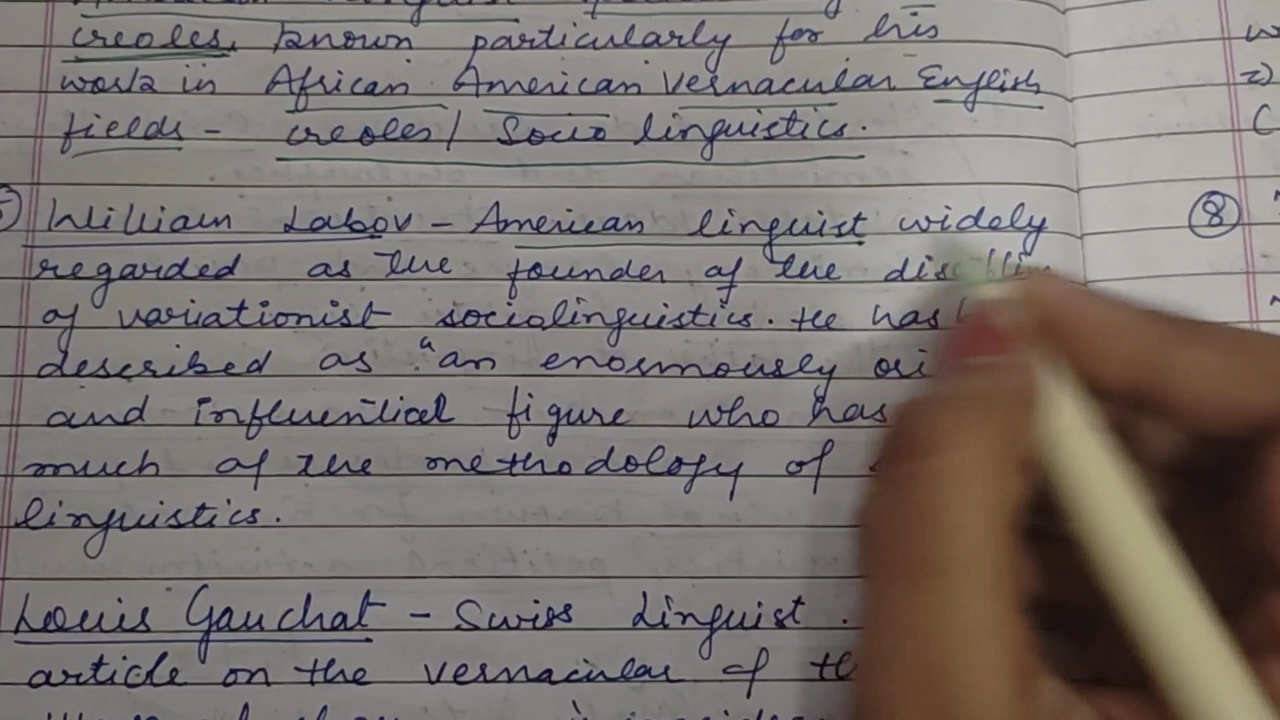 creoles, known particularly for his
work in African American Vernacular English
fields - creoles/ Socio linguistics.
William Labov - American linguist widely
regarded as the founder of the
of variationist sociolinguistics. He has
described as "an enormously
and influential figure who has
much of the methodology of
linguistics.
Louis Gauchat - Swiss Linguist.
article on the vernacular of
8